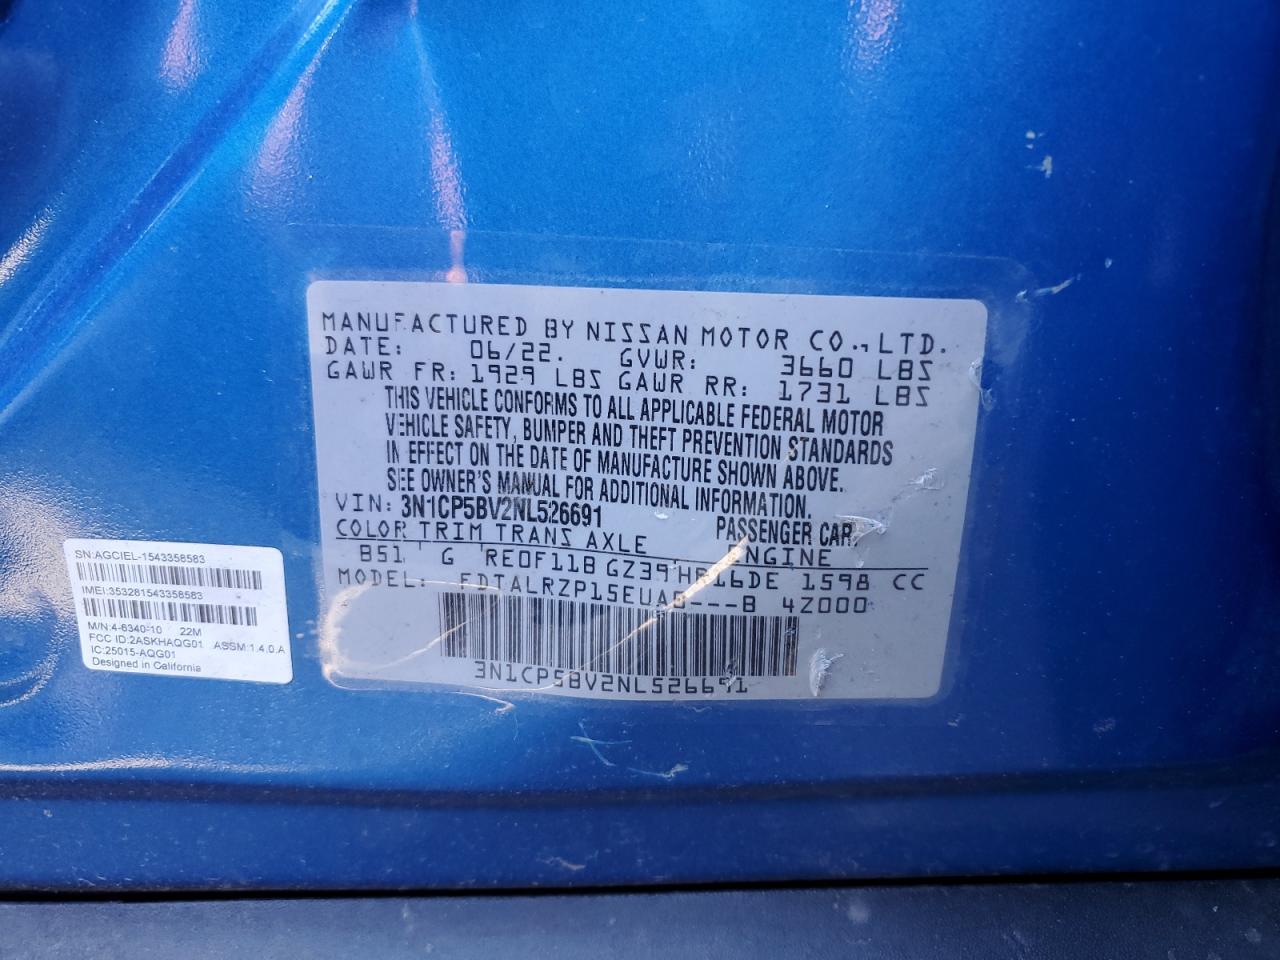 MANUFACTURED BY NISSAN MOTOR CO., LTD.
DATE: 06/22. GVWR: 3660 LBS
GAWR FR: 1929 LBS GAWR RR: 1731 LBS
THIS VEHICLE CONFORMS TO ALL APPLICABLE FEDERAL MOTOR
VEHICLE SAFETY, BUMPER AND THEFT PREVENTION STANDARDS
IN EFFECT ON THE DATE OF MANUFACTURE SHOWN ABOVE.
SEE OWNER'S MANUAL FOR ADDITIONAL INFORMATION.
VIN: 3N1CP5BV2NL526691 PASSENGER CAR
COLOR TRIM TRANS AXLE ENGINE
B51 G RE0F11B GZ39 HR16DE 1598 CC
MODEL: FDTALRZP15EUA8---B 4Z000
3N1CP5BV2NL526691
SN:AGCIEL-1543358583
IMEI:353281543358583
M/N:4-6340-10 22M
FCC ID:2ASKHAQG01 ASSM:1.4.0.A
IC:25015-AQG01
Designed in California